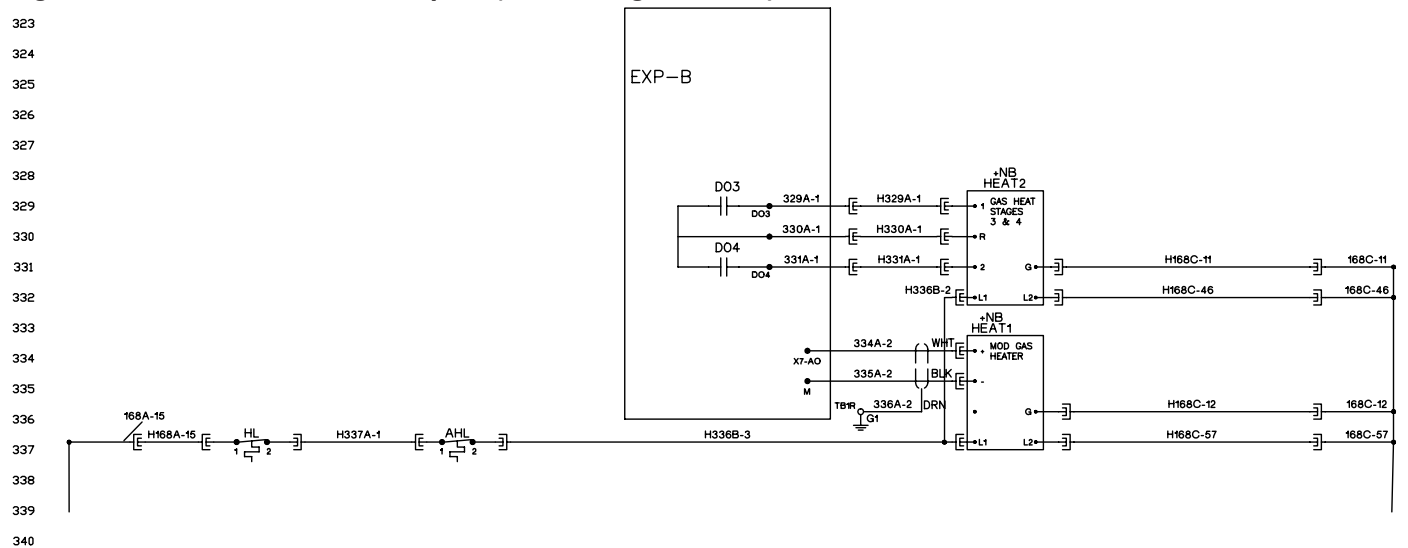 323
324
325
EXP-B
326
327
328
+NB
HEAT2
329
DO3
DO3
329A-1
H329A-1
1
GAS HEAT
STAGES
3 & 4
330
330A-1
H330A-1
R
331
DO4
DO4
331A-1
H331A-1
2
G
H168C-11
168C-11
332
H336B-2
L1
L2
H168C-46
168C-46
333
+NB
HEAT1
334
X7-AO
334A-2
WHT
+
MOD GAS
HEATER
335
M
335A-2
BLK
-
336
168A-15
TB1R
G1
336A-2
DRN
G
H168C-12
168C-12
337
H168A-15
HL
1
2
H337A-1
AHL
1
2
H336B-3
L1
L2
H168C-57
168C-57
338
339
340